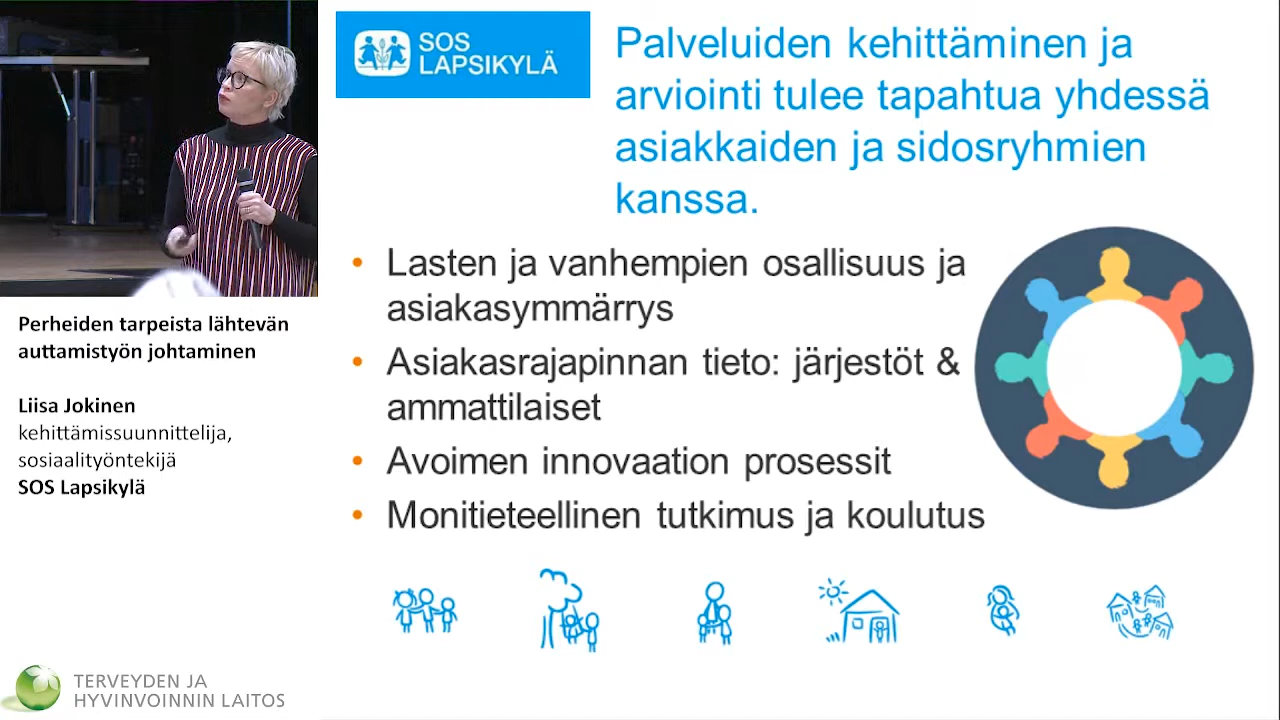 SOS
LAPSIKYLÄ
Palveluiden kehittäminen ja
arviointi tulee tapahtua yhdessä
asiakkaiden ja sidosryhmien
kanssa.
• Lasten ja vanhempien osallisuus ja
asiakasymmärrys
• Asiakasrajapinnan tieto: järjestöt &
ammattilaiset
• Avoimen innovaation prosessit
• Monitieteellinen tutkimus ja koulutus
Perheiden tarpeista lähtevän
auttamistyön johtaminen
Liisa Jokinen
kehittämissuunnittelija,
sosiaalityöntekijä
SOS Lapsikylä
TERVEYDEN JA
HYVINVOINNIN LAITOS